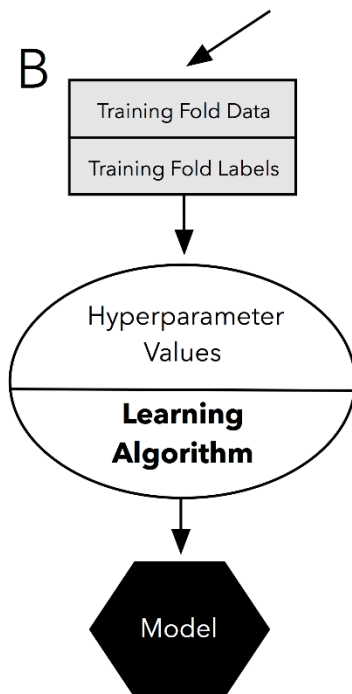 B
Training Fold Data
Training Fold Labels
Hyperparameter
Values
Learning
Algorithm
Model